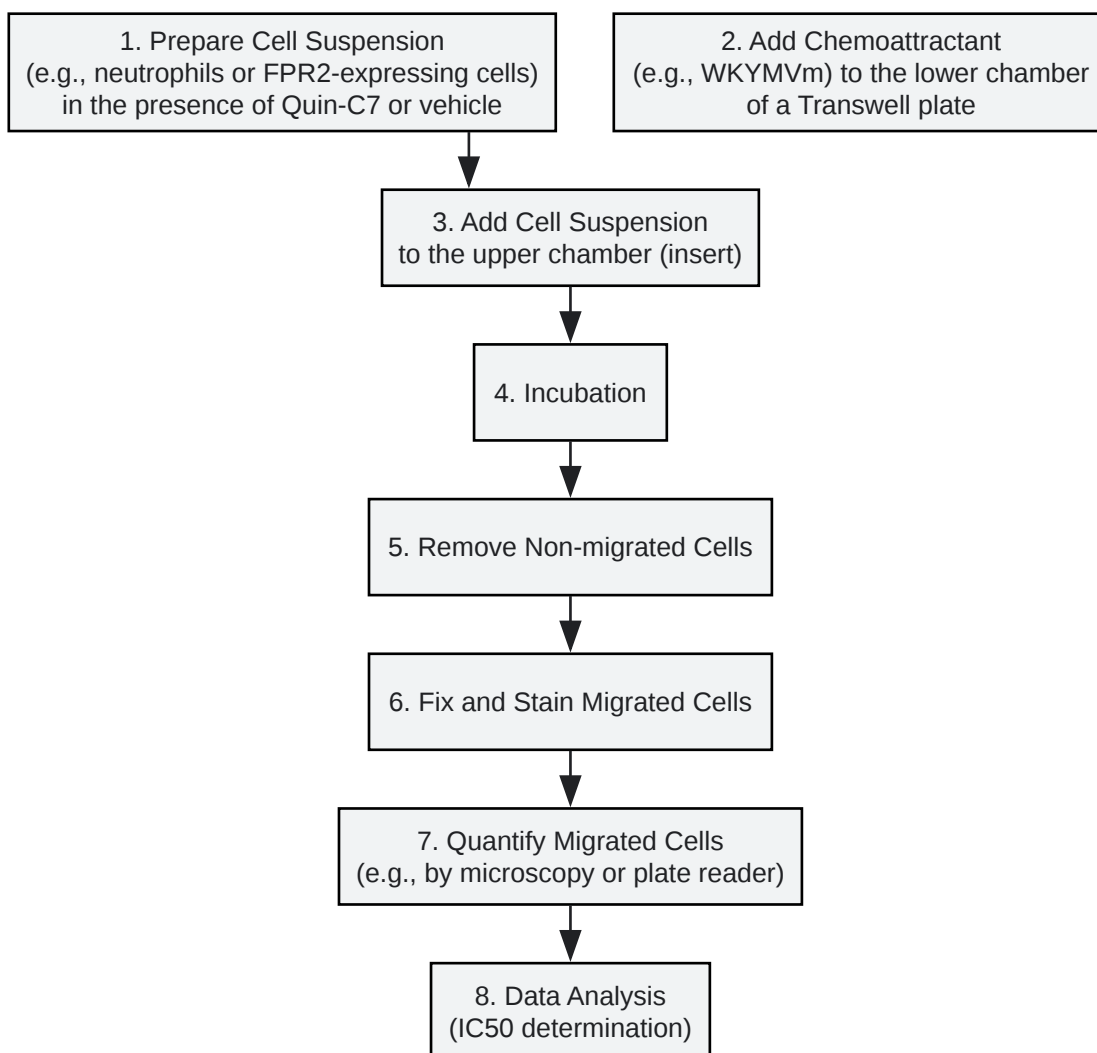 1. Prepare Cell Suspension
(e.g., neutrophils or FPR2-expressing cells)
in the presence of Quin-C7 or vehicle
2. Add Chemoattractant
(e.g., WKYMVm) to the lower chamber
of a Transwell plate
3. Add Cell Suspension
to the upper chamber (insert)
4. Incubation
5. Remove Non-migrated Cells
6. Fix and Stain Migrated Cells
7. Quantify Migrated Cells
(e.g., by microscopy or plate reader)
8. Data Analysis
(IC50 determination)